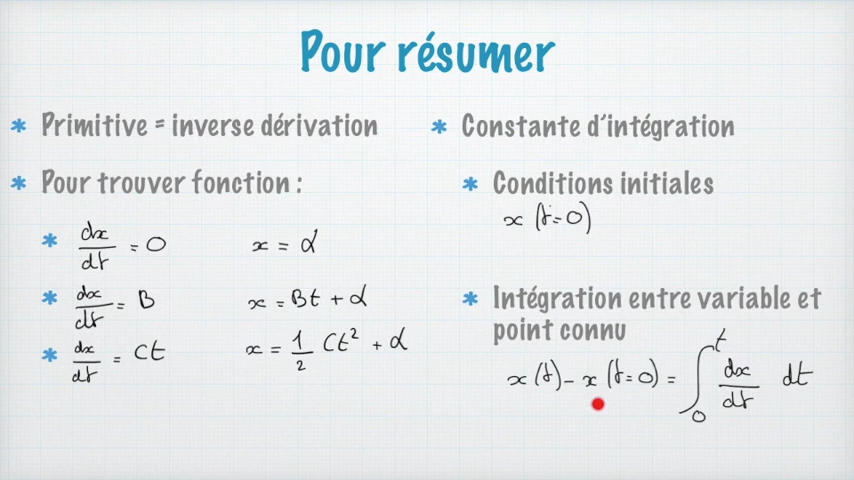 Pour résumer
* Primitive = inverse dérivation
* Pour trouver fonction :
* dx/dt = 0 x = α
* dx/dt = B x = Bt + α
* dx/dt = Ct x = 1/2 Ct² + α
* Constante d'intégration
* Conditions initiales
x (t=0)
* Intégration entre variable et
point connu
x(t) - x(t=0) = ∫₀ᵗ dx/dt dt